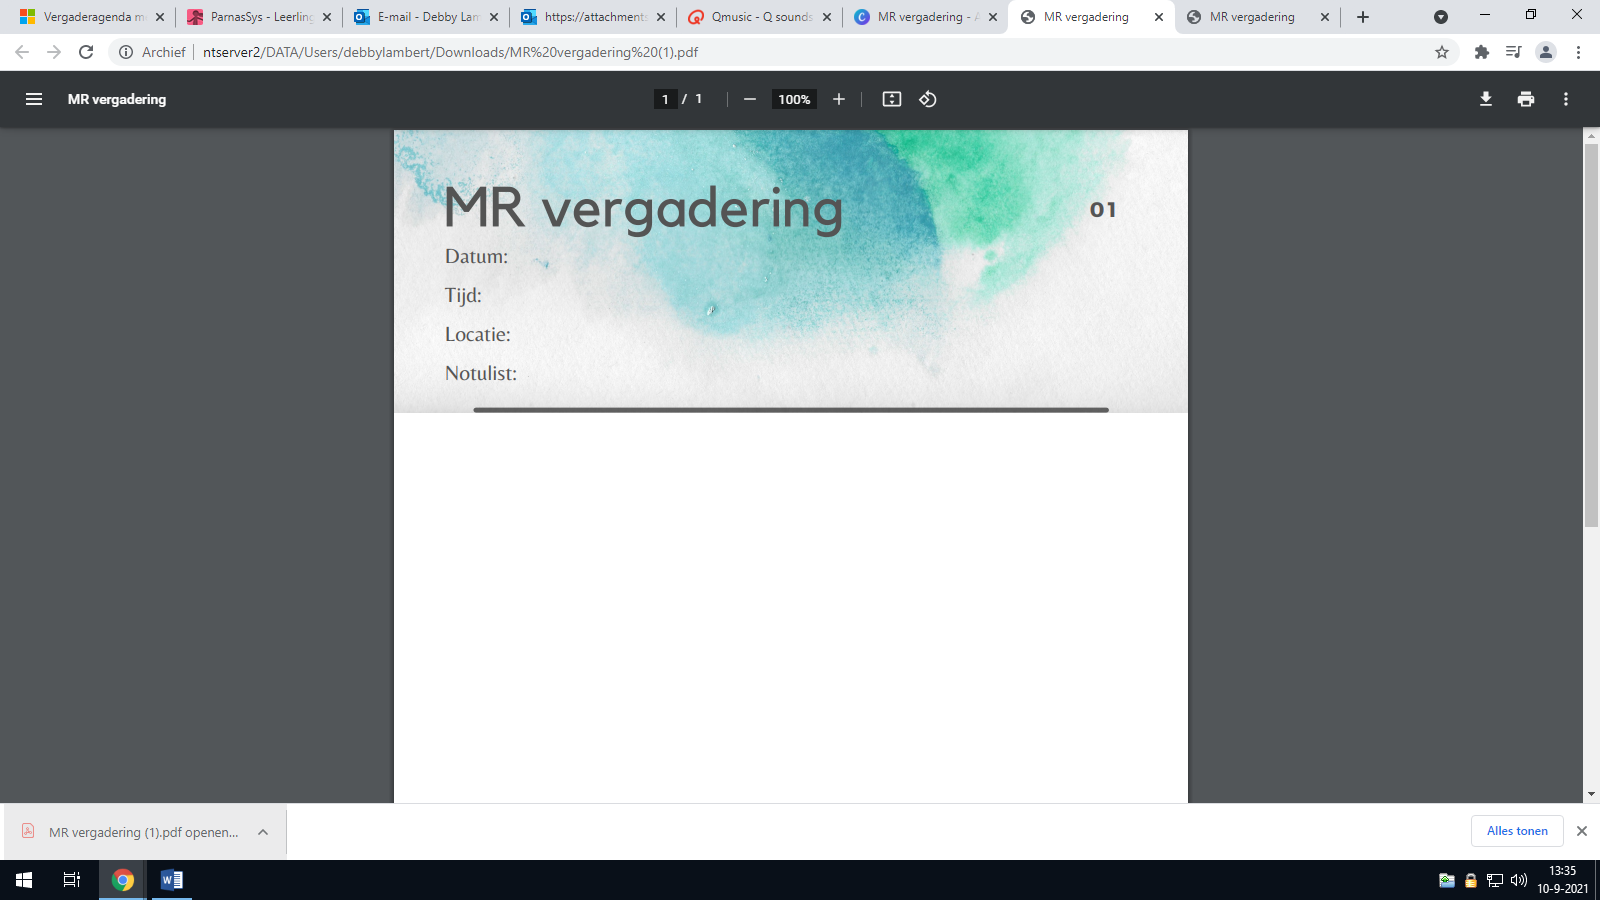 Vergaderagenda m
ParnasSys - Leerling
E-mail - Debby Lam
https://attachments
Qmusic - Q sounds
MR vergadering - A
MR vergadering
MR vergadering
Archief
ntserver2/DATA/Users/debbylambert/Downloads/MR%20vergadering%20(1).pdf
MR vergadering
1 / 1
100%
MR vergadering
01
Datum:
Tijd:
Locatie:
Notulist:
MR vergadering (1).pdf openen...
Alles tonen
13:35
10-9-2021